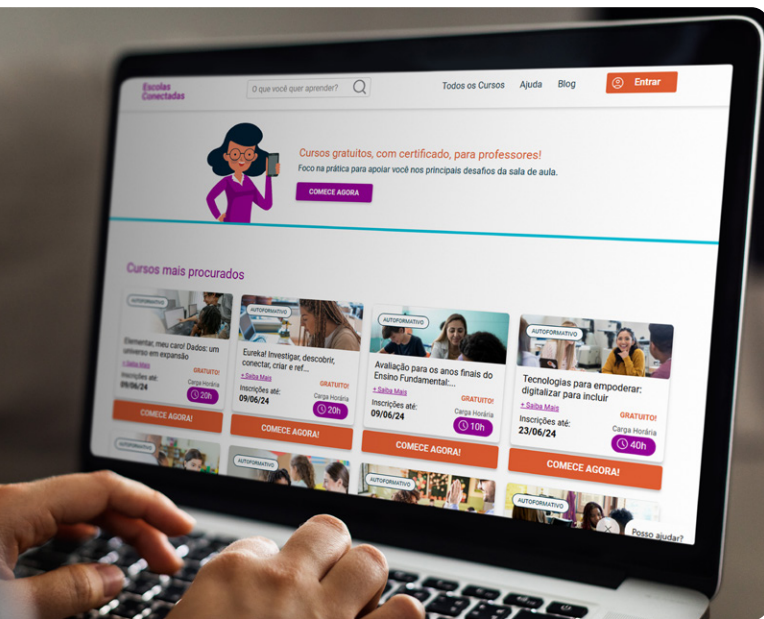 Escolas
Conectadas
O que você quer aprender?
Todos os Cursos
Ajuda
Blog
Entrar
Cursos gratuitos, com certificado, para professores!
Foco na prática para apoiar você nos principais desafios da sala de aula.
COMECE AGORA
Cursos mais procurados
AUTOFORMATIVO
Elementar, meu caro! Dados: um
universo em expansão
+ Saiba Mais
GRATUITO!
Inscrições até:
09/06/24
Carga Horária
20h
COMECE AGORA!
AUTOFORMATIVO
Eureka! Investigar, descobrir,
conectar, criar e ref...
+ Saiba Mais
GRATUITO!
Inscrições até:
09/06/24
Carga Horária
20h
COMECE AGORA!
AUTOFORMATIVO
Avaliação para os anos finais do
Ensino Fundamental:...
+ Saiba Mais
GRATUITO!
Inscrições até:
09/06/24
Carga Horária
10h
COMECE AGORA!
AUTOFORMATIVO
Tecnologias para empoderar:
digitalizar para incluir
+ Saiba Mais
GRATUITO!
Inscrições até:
23/06/24
Carga Horária
40h
COMECE AGORA!
AUTOFORMATIVO
AUTOFORMATIVO
AUTOFORMATIVO
AUTOFORMATIVO
Posso ajudar?